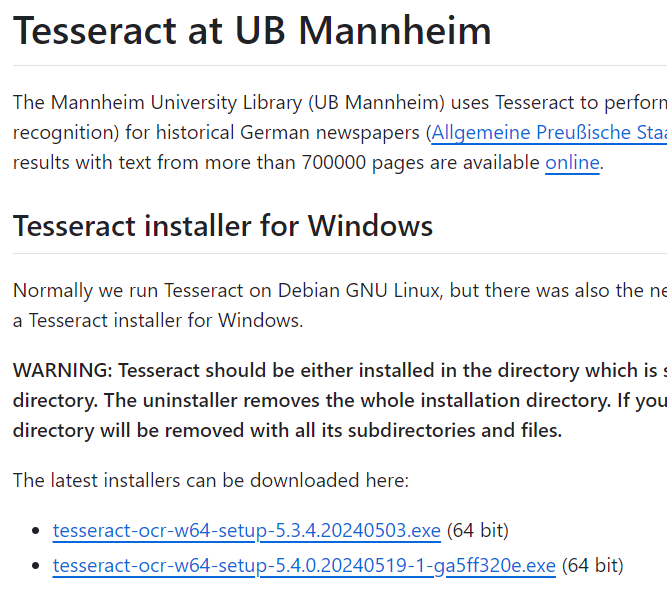 Tesseract at UB Mannheim
The Mannheim University Library (UB Mannheim) uses Tesseract to perform
recognition) for historical German newspapers (Allgemeine Preußische Staa
results with text from more than 700000 pages are available online.
Tesseract installer for Windows
Normally we run Tesseract on Debian GNU Linux, but there was also the ne
a Tesseract installer for Windows.
WARNING: Tesseract should be either installed in the directory which is s
directory. The uninstaller removes the whole installation directory. If you
directory will be removed with all its subdirectories and files.
The latest installers can be downloaded here:
• tesseract-ocr-w64-setup-5.3.4.20240503.exe (64 bit)
• tesseract-ocr-w64-setup-5.4.0.20240519-1-ga5ff320e.exe (64 bit)